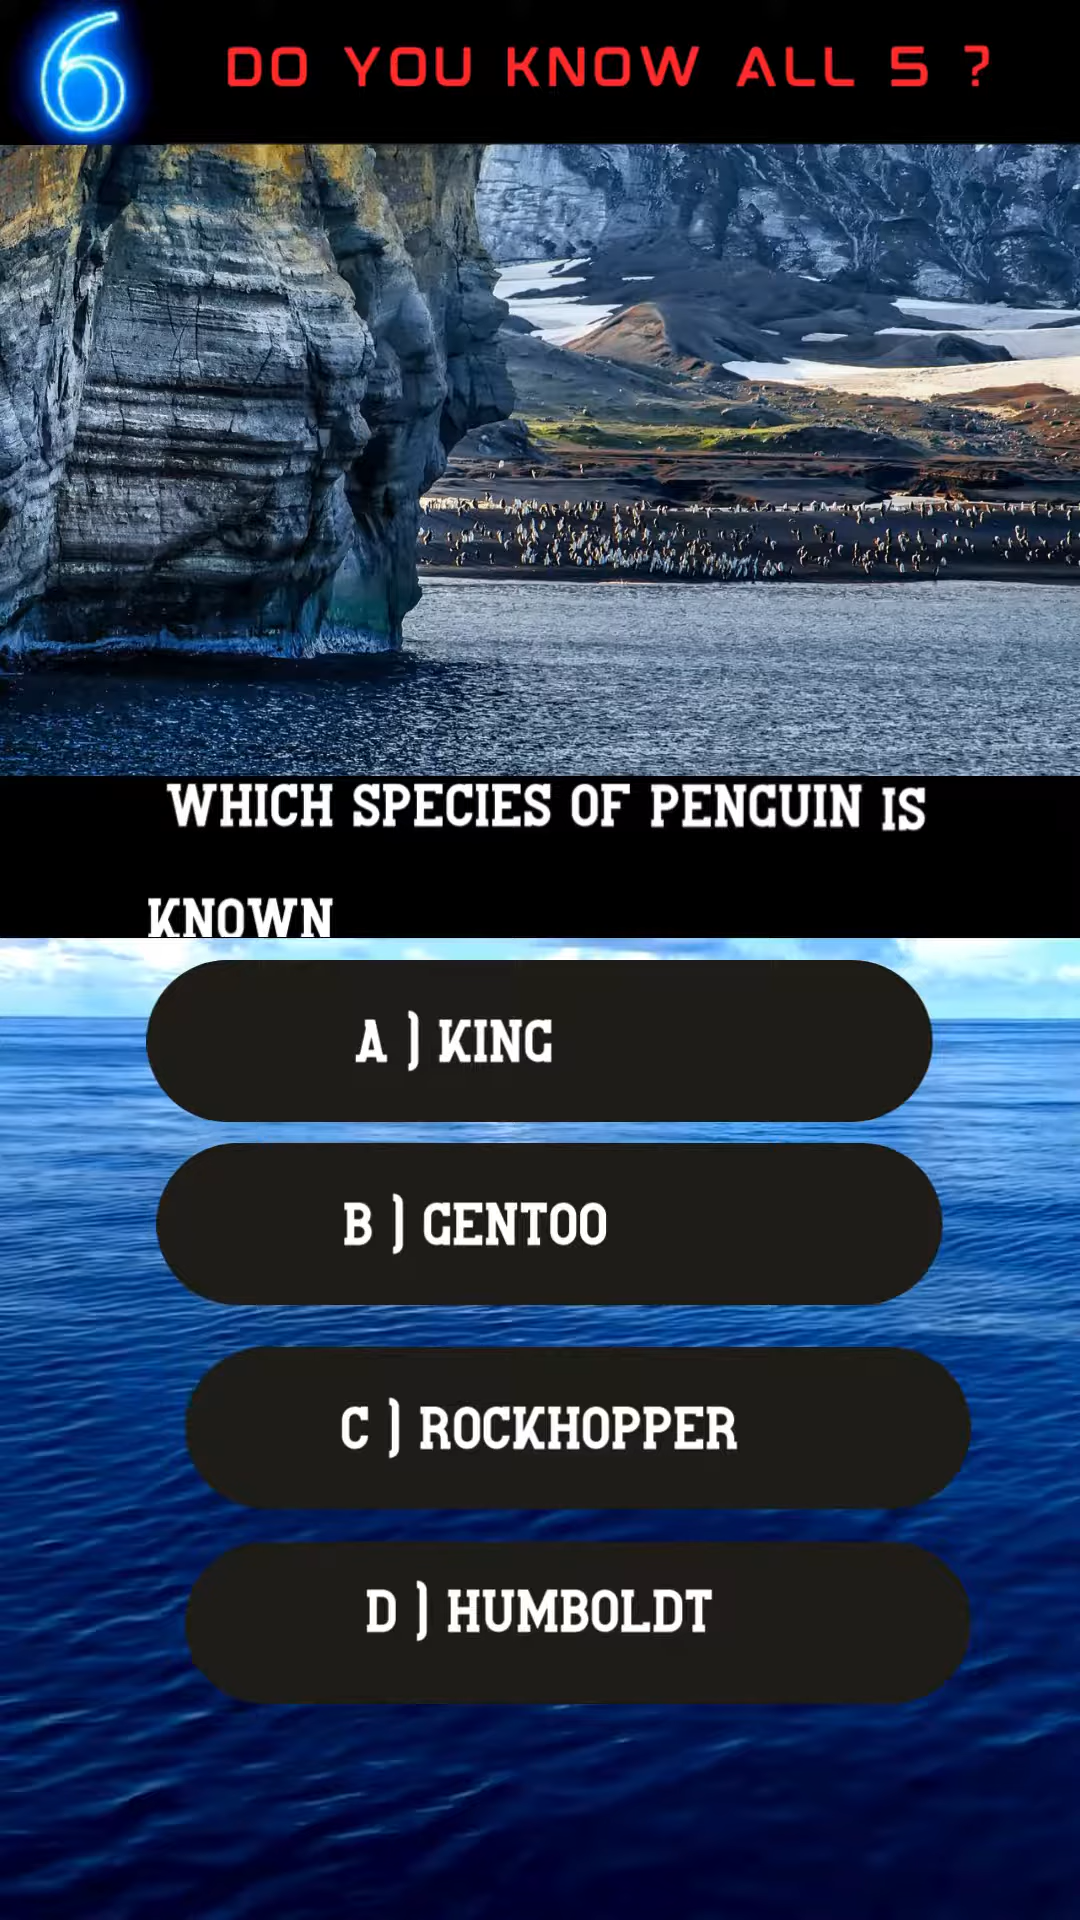 6
DO YOU KNOW ALL 5 ?
WHICH SPECIES OF PENGUIN IS
KNOWN
A ) KING
B ) GENTOO
C ) ROCKHOPPER
D ) HUMBOLDT